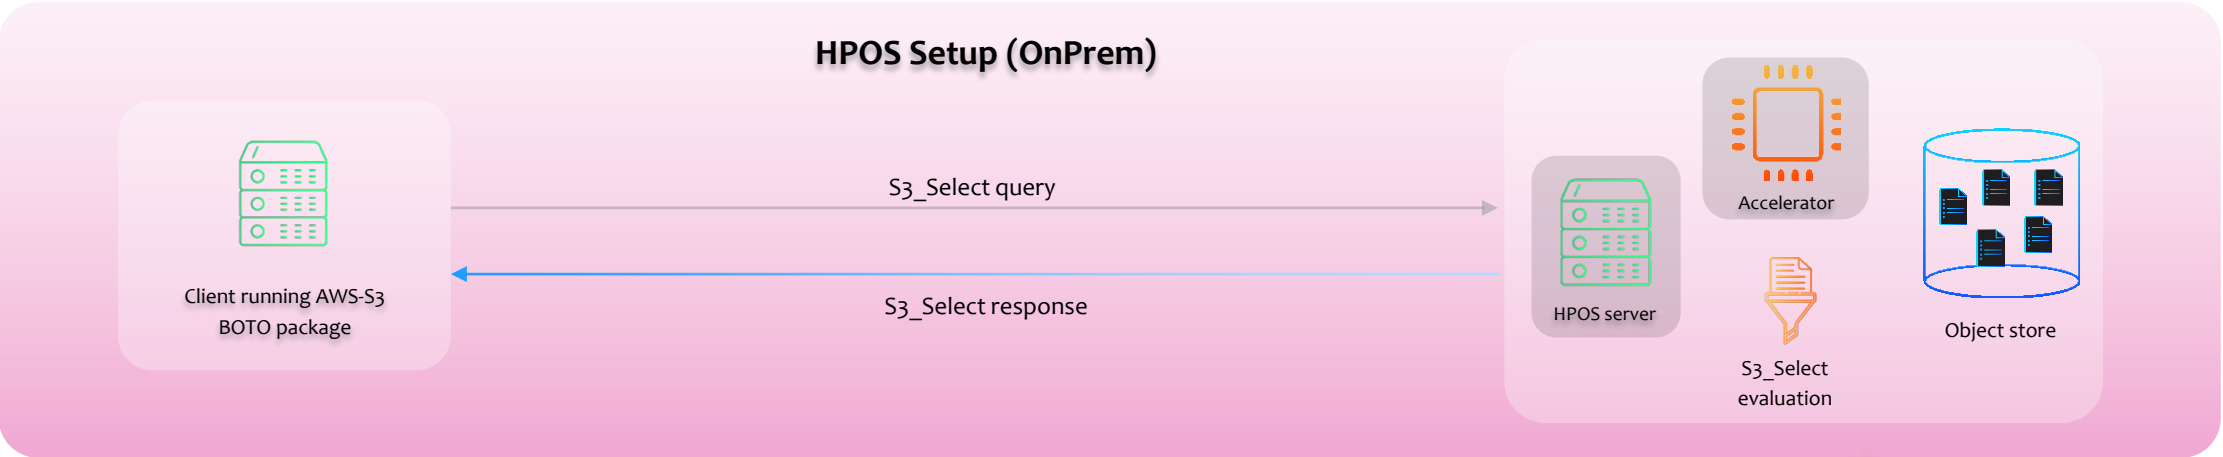 HPOS Setup (OnPrem)
Client running AWS-S3
BOTO package
S3_Select query
S3_Select response
HPOS server
Accelerator
S3_Select
evaluation
Object store